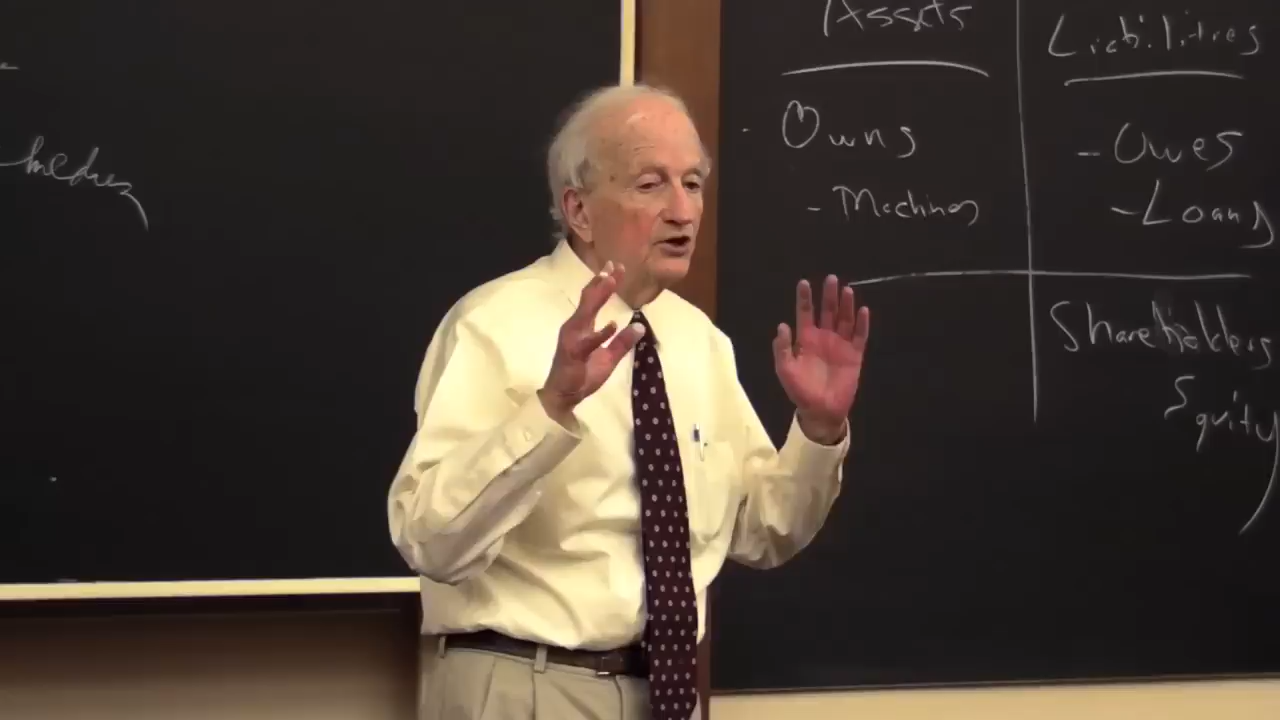 Assets
- Owns
- Machines
Liabilities
- Owes
- Loans
Shareholders
Equity